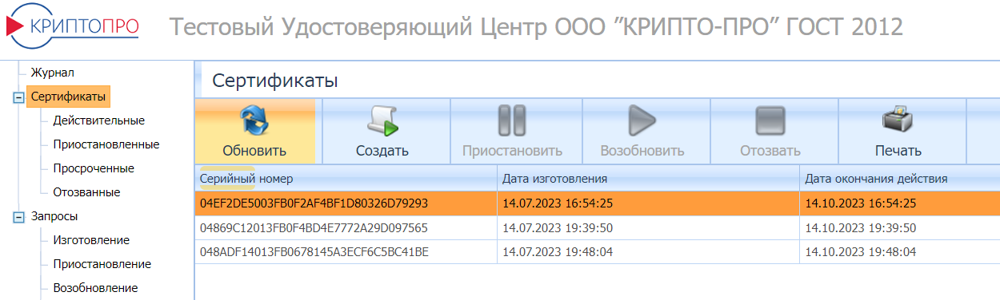 КРИПТОПРО
Тестовый Удостоверяющий Центр ООО "КРИПТО-ПРО" ГОСТ 2012
Журнал
Сертификаты
Действительные
Приостановленные
Просроченные
Отозванные
Запросы
Изготовление
Приостановление
Возобновление
Сертификаты
Обновить Создать Приостановить Возобновить Отозвать Печать
Серийный номер Дата изготовления Дата окончания действия
04EF2DE5003FB0F2AF4BF1D80326D79293 14.07.2023 16:54:25 14.10.2023 16:54:25
04869C12013FB0F4BD4E7772A29D097565 14.07.2023 19:39:50 14.10.2023 19:39:50
048ADF14013FB0678145A3ECF6C5BC41BE 14.07.2023 19:48:04 14.10.2023 19:48:04